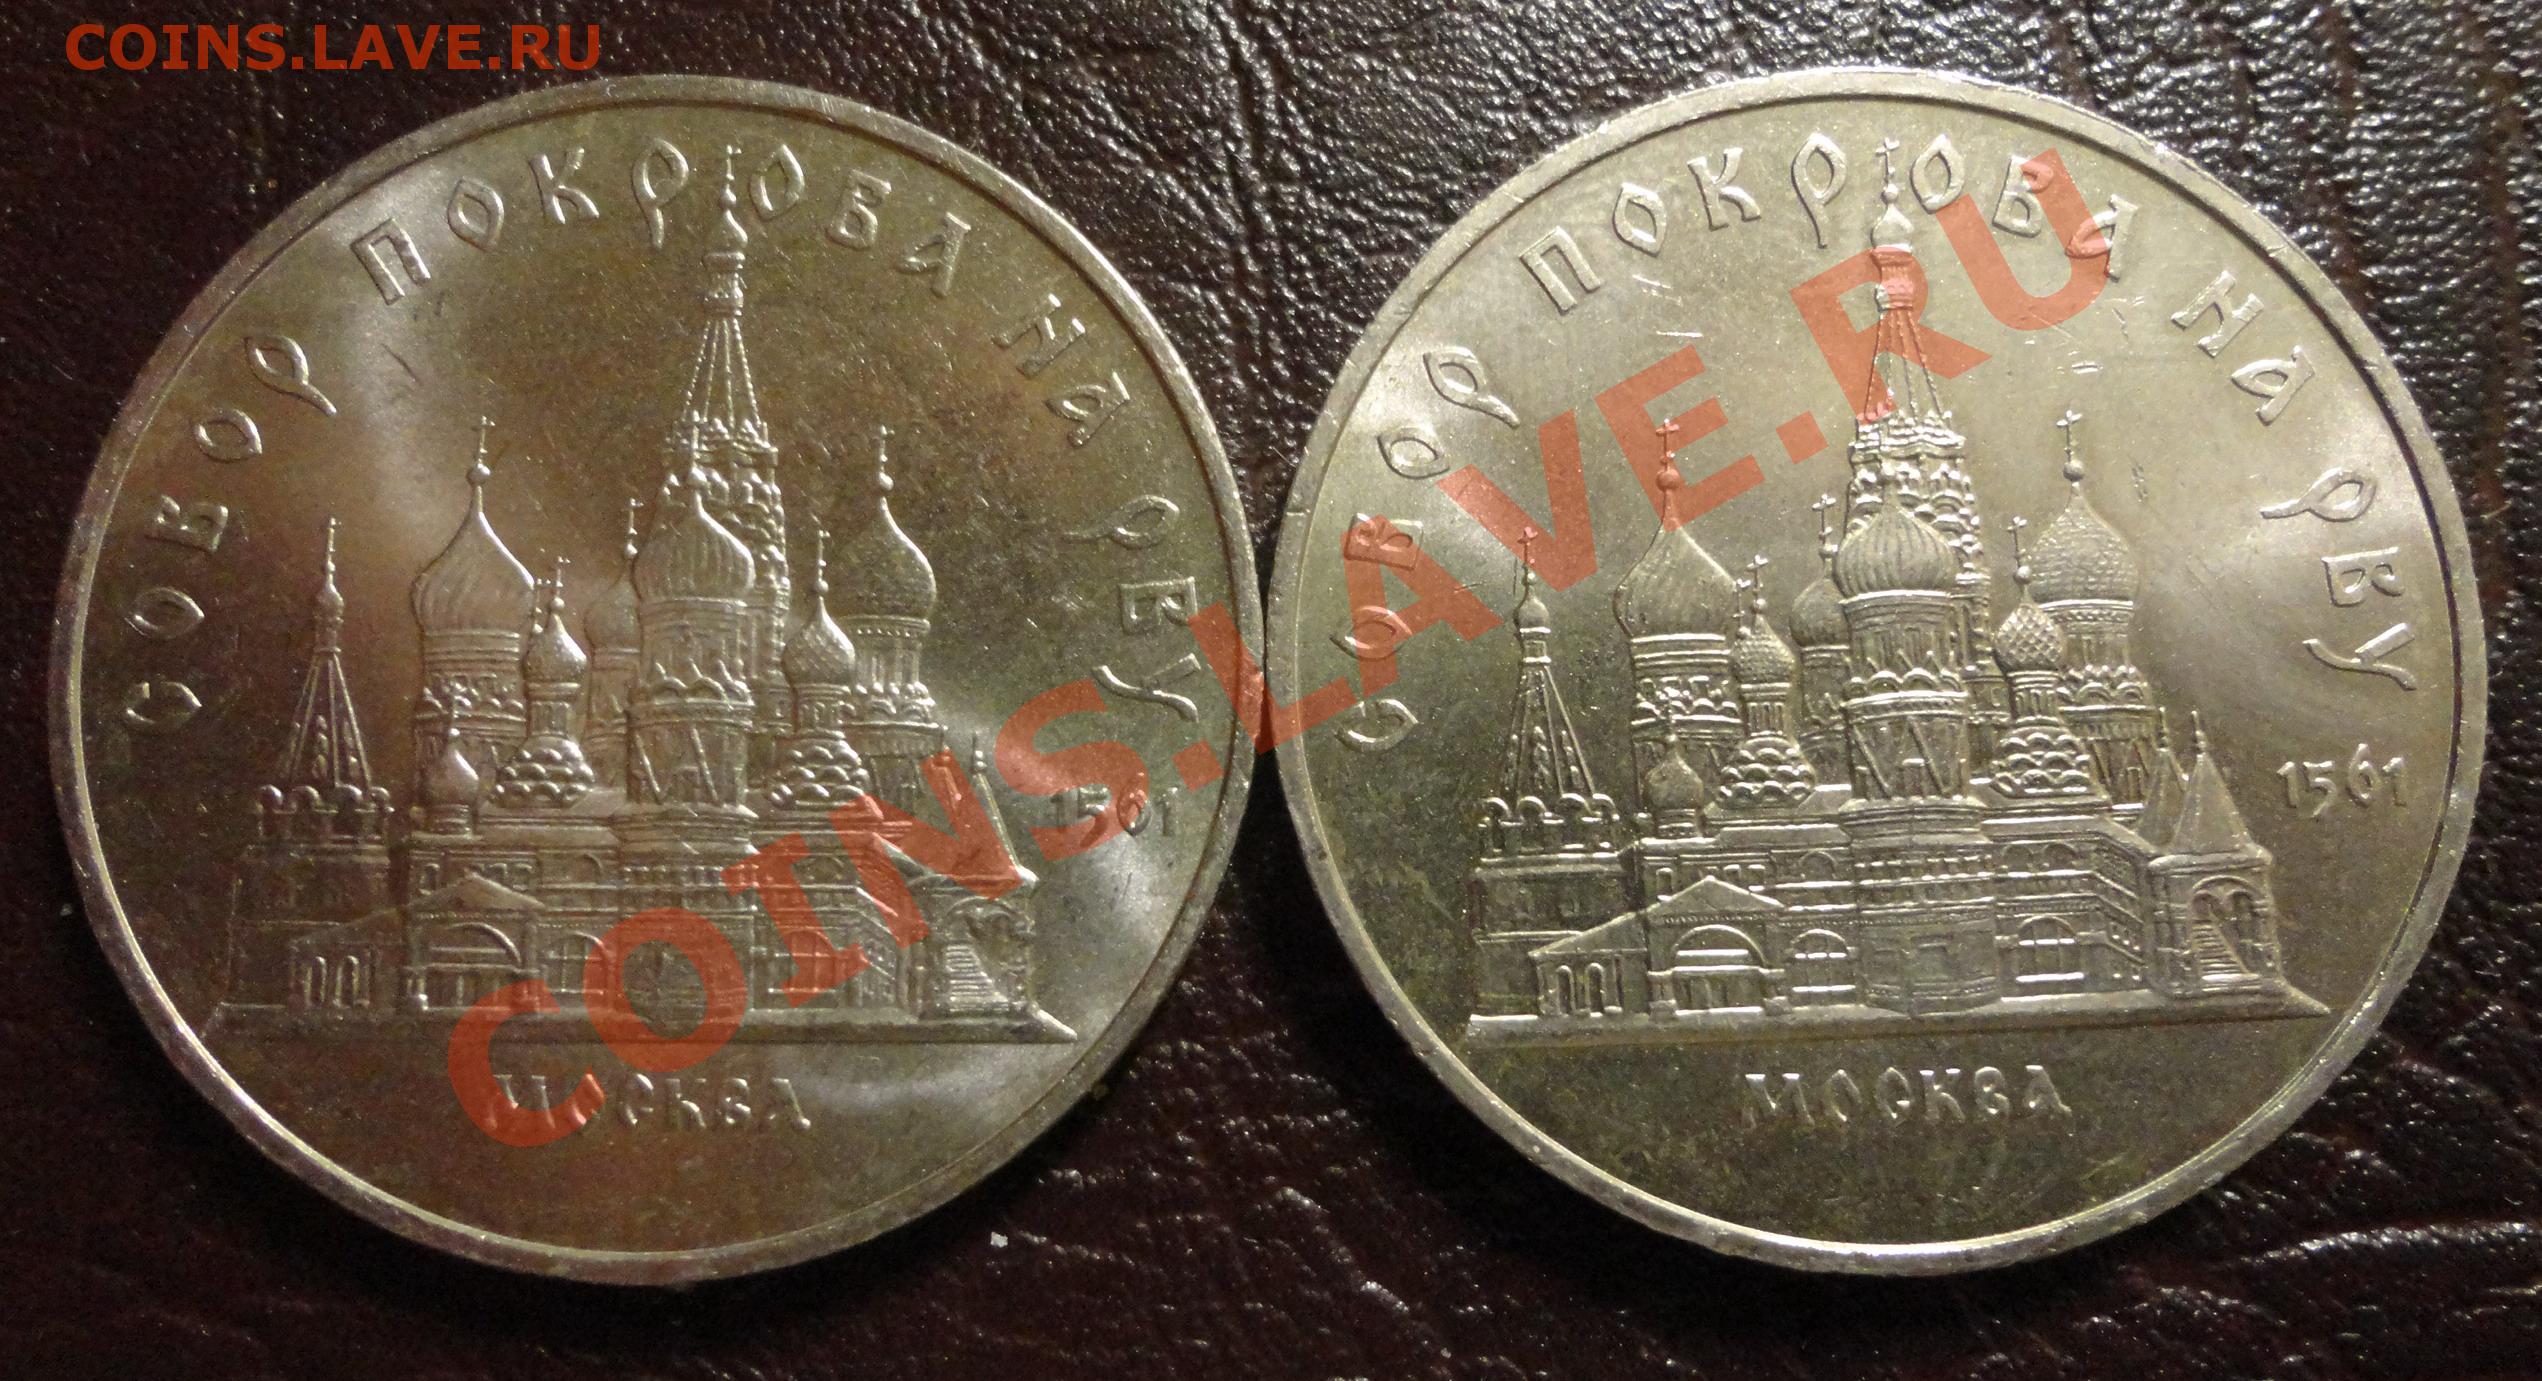 COINS.LAVE.RU
СОБОР ПОКРОВА НА РВУ
1561
МОСКВА
СОБОР ПОКРОВА НА РВУ
1561
МОСКВА
COINS.LAVE.RU